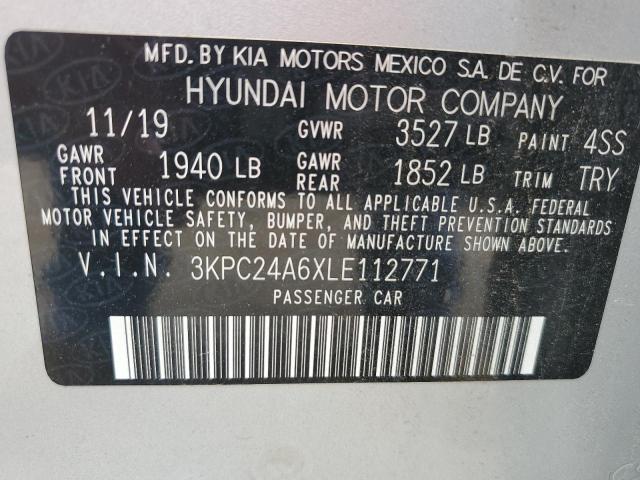 MFD. BY KIA MOTORS MEXICO S.A. DE C.V. FOR
HYUNDAI MOTOR COMPANY
11/19 GVWR 3527 LB PAINT 4SS
GAWR FRONT 1940 LB GAWR REAR 1852 LB TRIM TRY
THIS VEHICLE CONFORMS TO ALL APPLICABLE U.S.A. FEDERAL
MOTOR VEHICLE SAFETY, BUMPER, AND THEFT PREVENTION STANDARDS
IN EFFECT ON THE DATE OF MANUFACTURE SHOWN ABOVE.
V.I.N. 3KPC24A6XLE112771
PASSENGER CAR